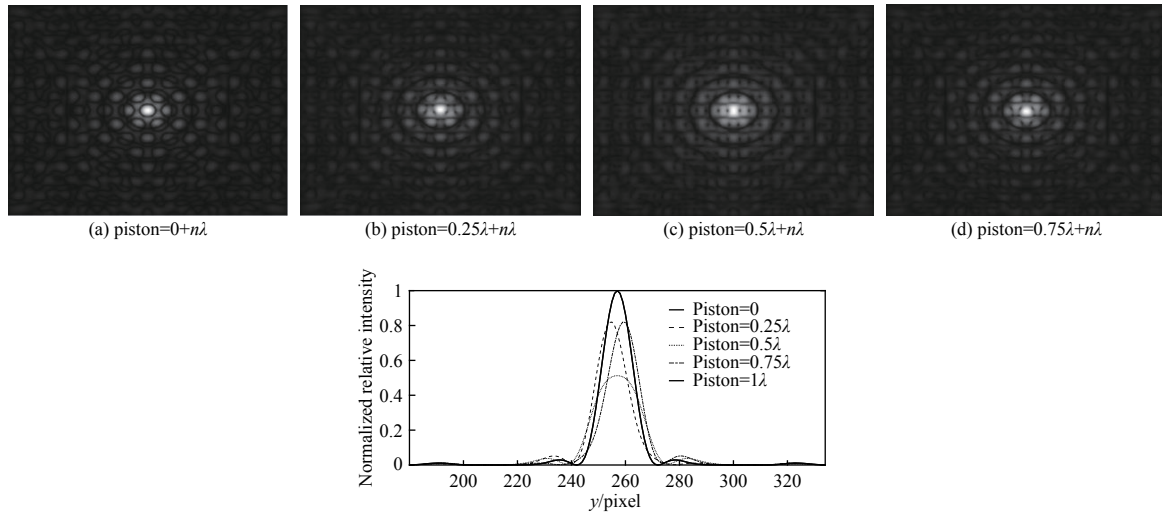 (a) piston=0+nλ
(b) piston=0.25λ+nλ
(c) piston=0.5λ+nλ
(d) piston=0.75λ+nλ
Normalized relative intensity
1
0.8
0.6
0.4
0.2
0
Piston=0
Piston=0.25λ
Piston=0.5λ
Piston=0.75λ
Piston=1λ
200 220 240 260 280 300 320
y/pixel